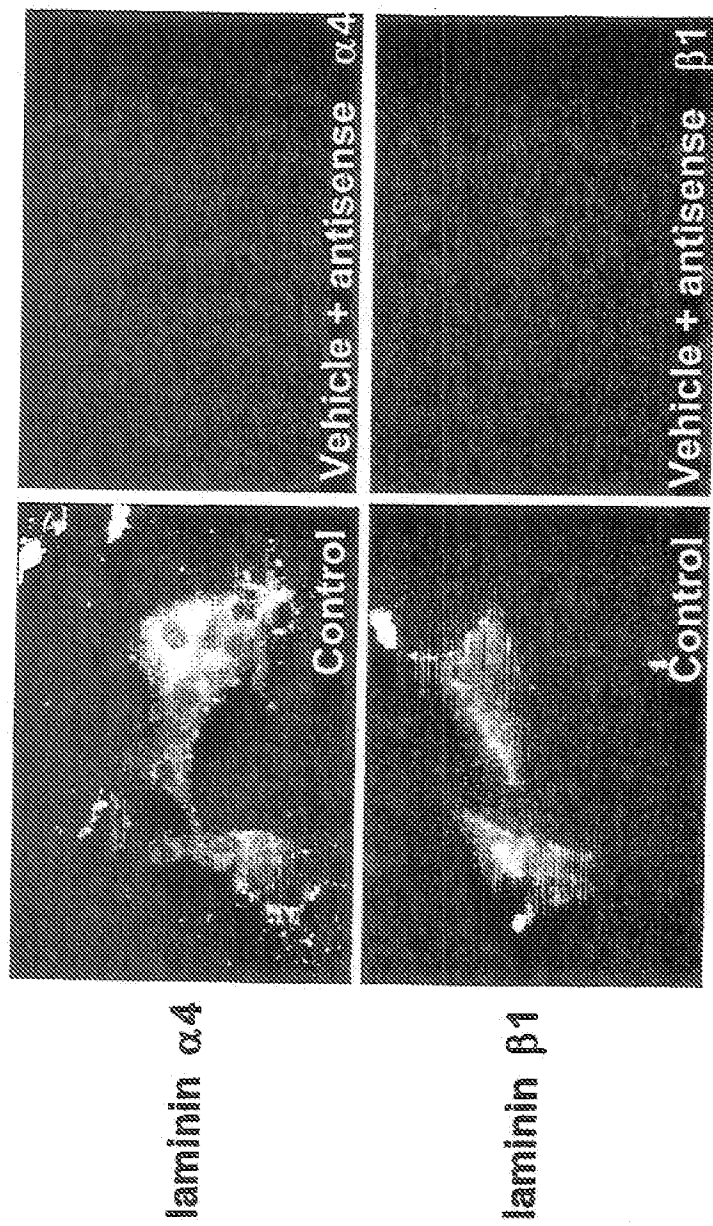 laminin α4
Control
Vehicle + antisense α4
laminin β1
Control
Vehicle + antisense β1